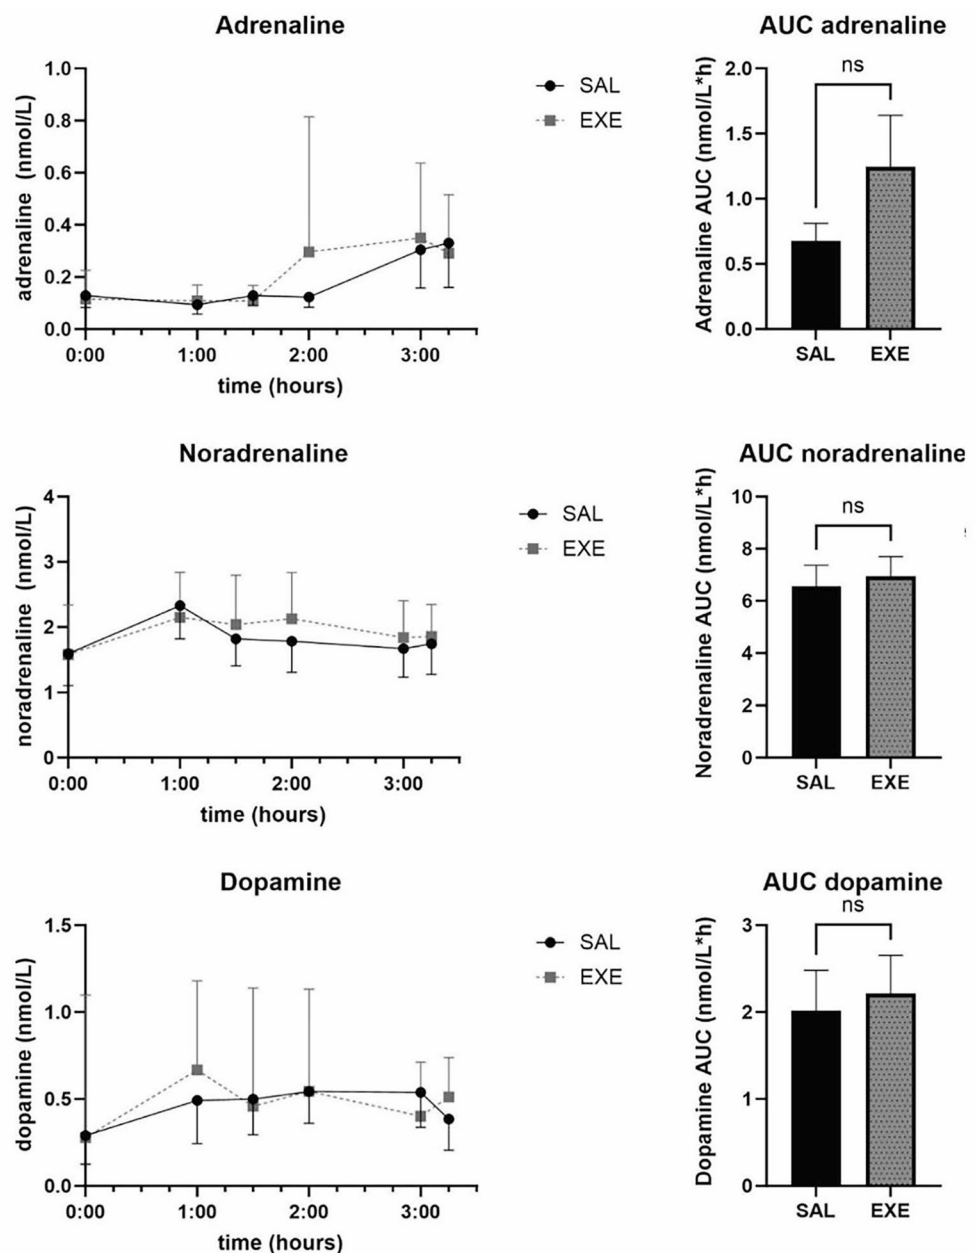 Adrenaline
adrenaline (nmol/L)
1.0
0.8
0.6
0.4
0.2
0.0
0:00 1:00 2:00 3:00
time (hours)
SAL
EXE
AUC adrenaline
Adrenaline AUC (nmol/L*h)
2.0
1.5
1.0
0.5
0.0
ns
SAL EXE
Noradrenaline
noradrenaline (nmol/L)
4
3
2
1
0
0:00 1:00 2:00 3:00
time (hours)
SAL
EXE
AUC noradrenaline
Noradrenaline AUC (nmol/L*h)
10
8
6
4
2
0
ns
SAL EXE
Dopamine
dopamine (nmol/L)
1.5
1.0
0.5
0.0
0:00 1:00 2:00 3:00
time (hours)
SAL
EXE
AUC dopamine
Dopamine AUC (nmol/L*h)
3
2
1
0
ns
SAL EXE